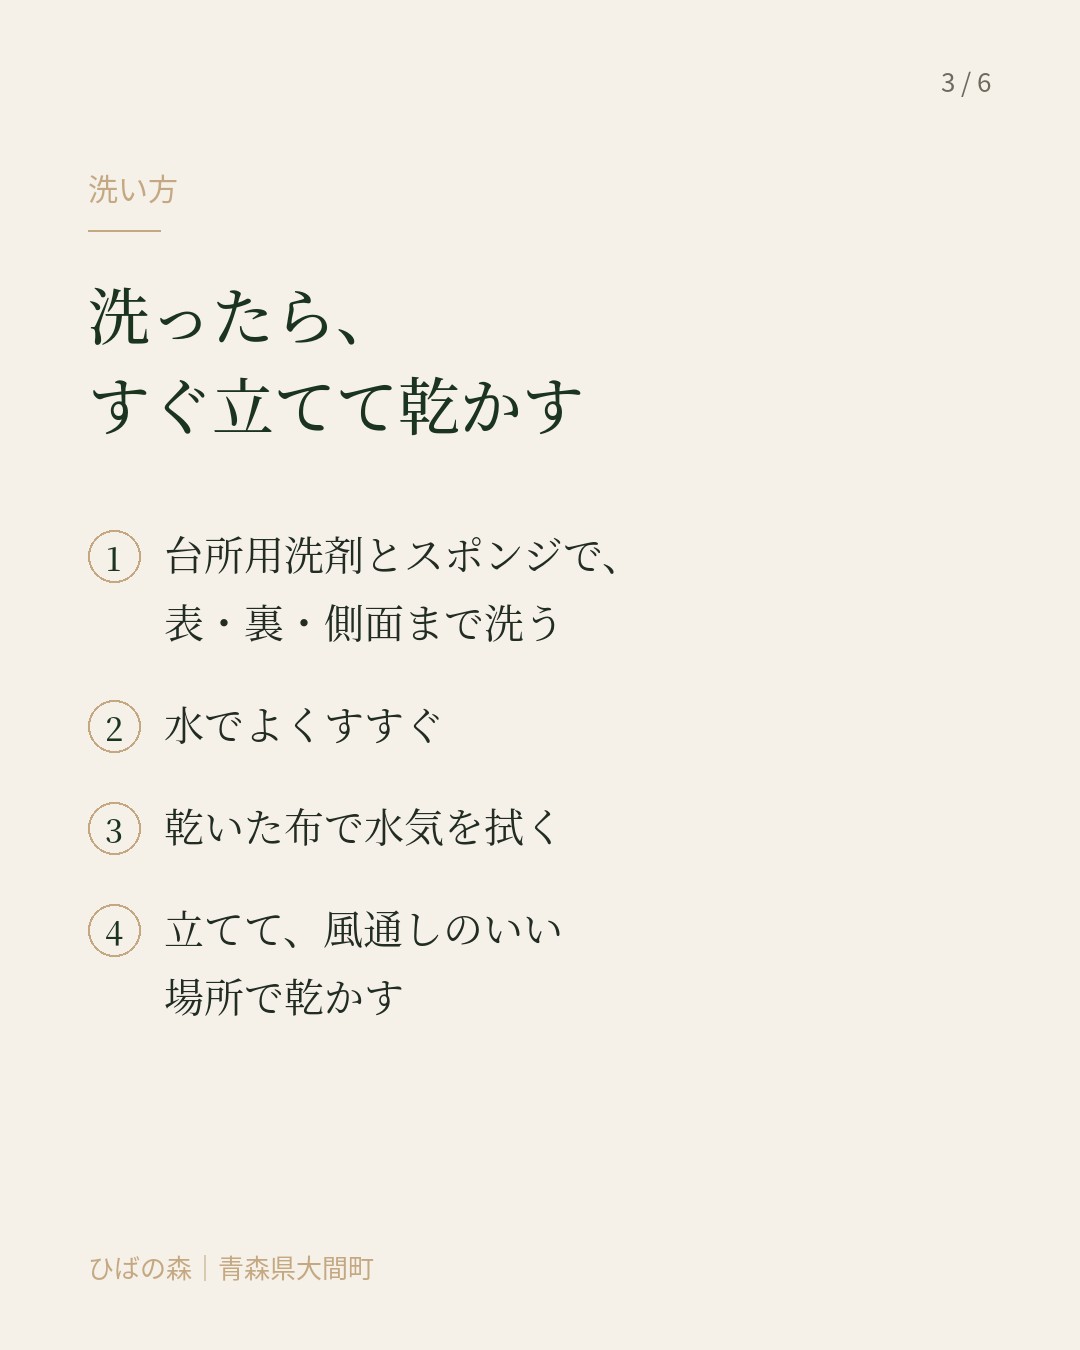 3 / 6
洗い方
洗ったら、
すぐ立てて乾かす
1 台所用洗剤とスポンジで、
表・裏・側面まで洗う
2 水でよくすすぐ
3 乾いた布で水気を拭く
4 立てて、風通しのいい
場所で乾かす
ひばの森｜青森県大間町